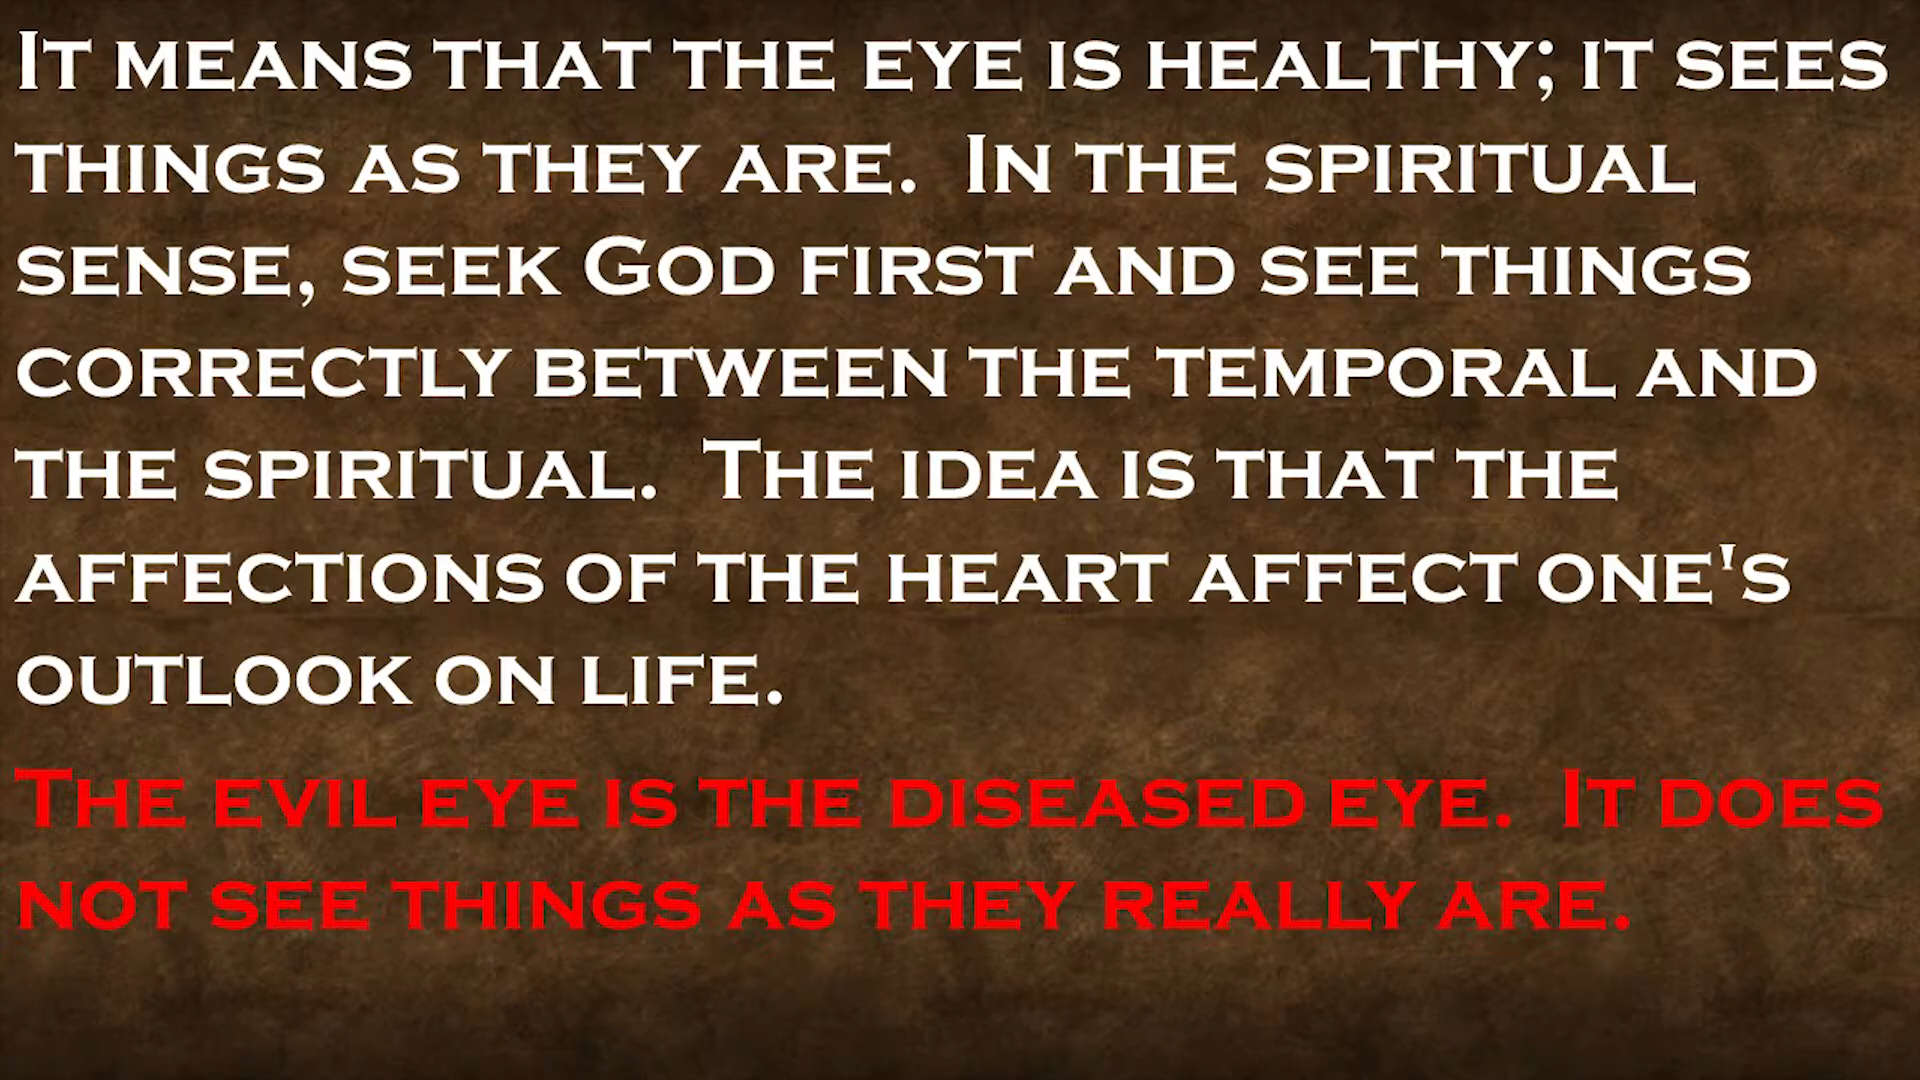 It means that the eye is healthy; it sees
things as they are.  In the spiritual
sense, seek God first and see things
correctly between the temporal and
the spiritual.  The idea is that the
affections of the heart affect one's
outlook on life.
The evil eye is the diseased eye.  It does
not see things as they really are.